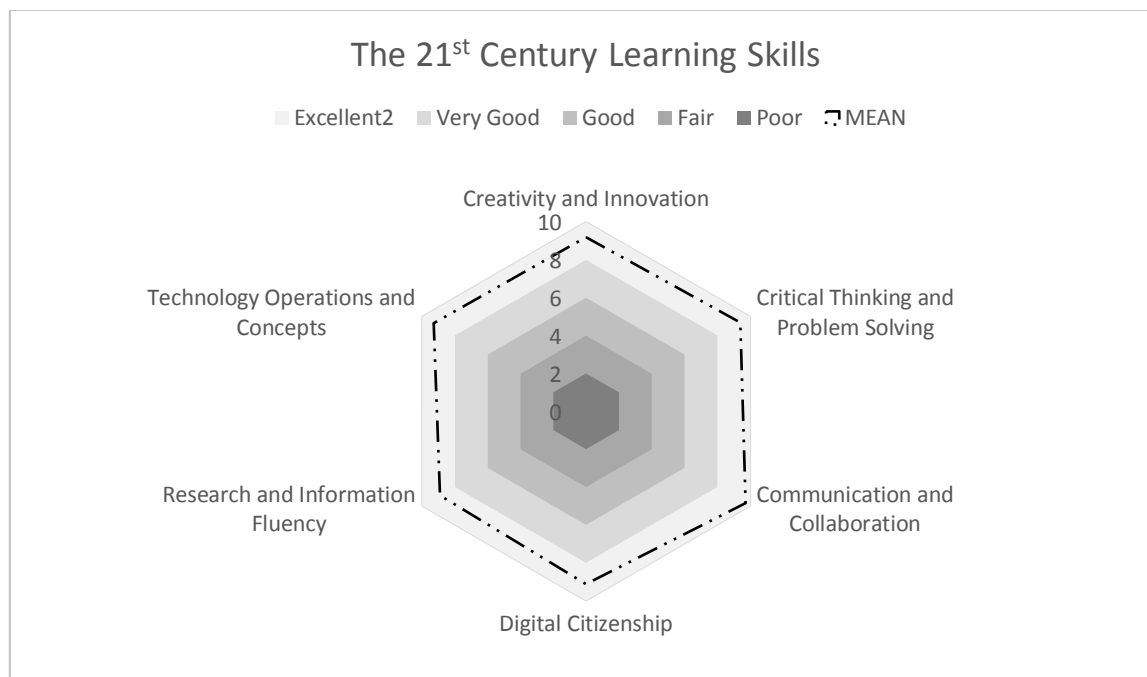 The 21st Century Learning Skills
Excellent2 Very Good Good Fair Poor MEAN
Creativity and Innovation
10
8
6
4
2
0
Technology Operations and
Concepts
Critical Thinking and
Problem Solving
Research and Information
Fluency
Communication and
Collaboration
Digital Citizenship